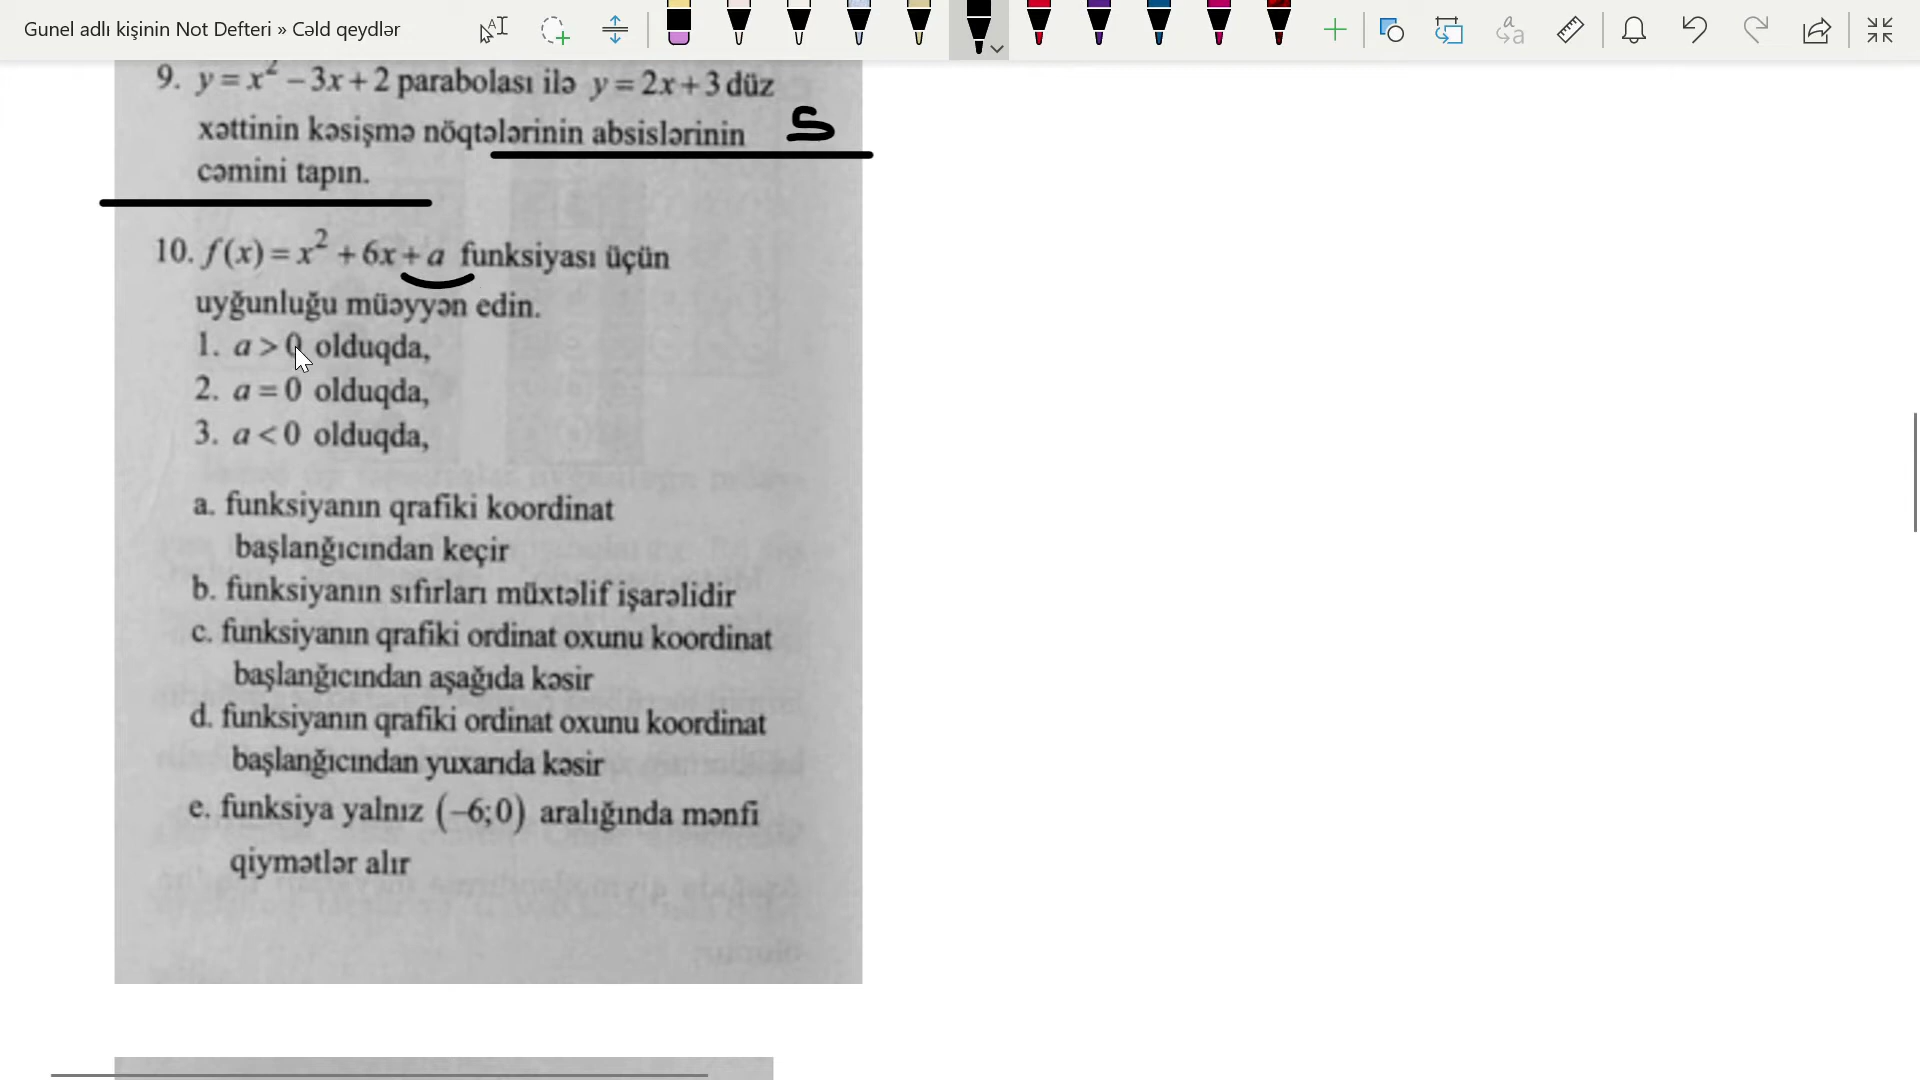 Gunel adlı kişinin Not Defteri » Cəld qeydlər
9. y = x² − 3x + 2 parabolası ilə y = 2x + 3 düz
xəttinin kəsişmə nöqtələrinin absislərinin 5
cəmini tapın.
10. f(x) = x² + 6x + a funksiyası üçün
uyğunluğu müəyyən edin.
1. a > 0 olduqda,
2. a = 0 olduqda,
3. a < 0 olduqda,
a. funksiyanın qrafiki koordinat
başlanğıcından keçir
b. funksiyanın sıfırları müxtəlif işarəlidir
c. funksiyanın qrafiki ordinat oxunu koordinat
başlanğıcından aşağıda kəsir
d. funksiyanın qrafiki ordinat oxunu koordinat
başlanğıcından yuxarıda kəsir
e. funksiya yalnız (−6;0) aralığında mənfi
qiymətlər alır